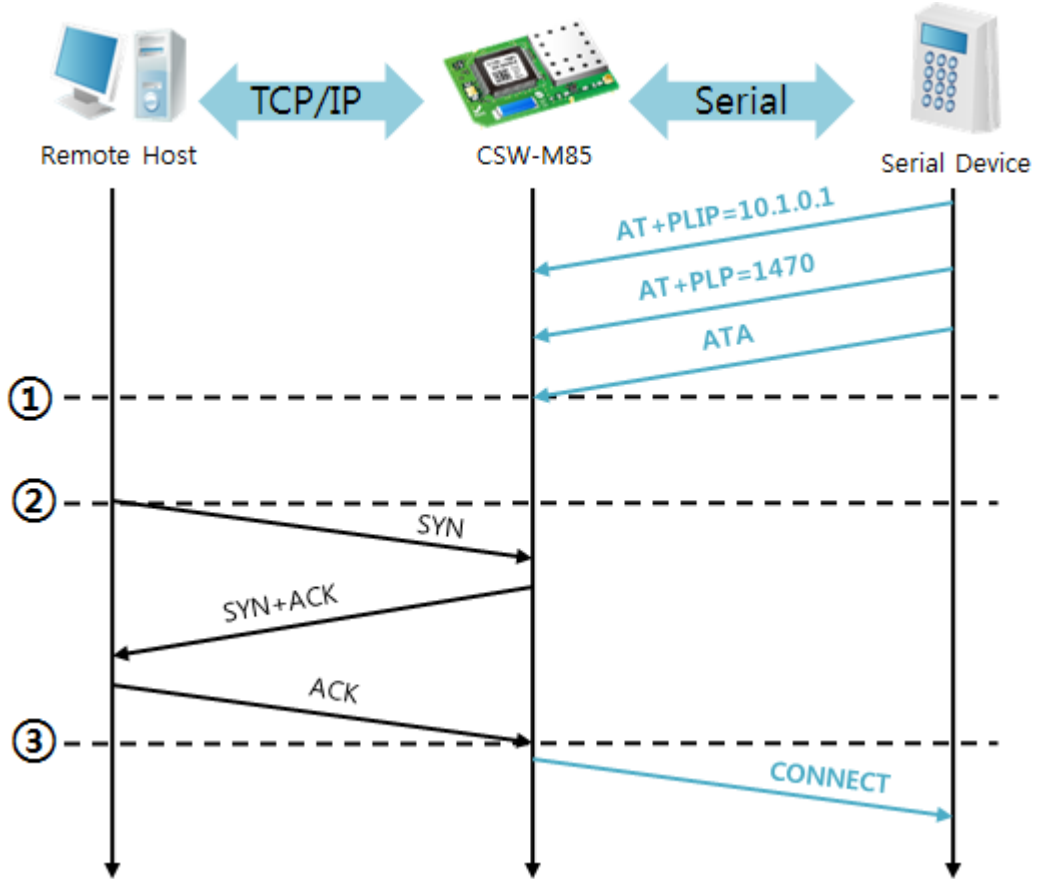 TCP/IP
Serial
Remote Host
CSW-M85
Serial Device
AT+PLIP=10.1.0.1
AT+PLP=1470
ATA
①
②
SYN
SYN+ACK
ACK
③
CONNECT